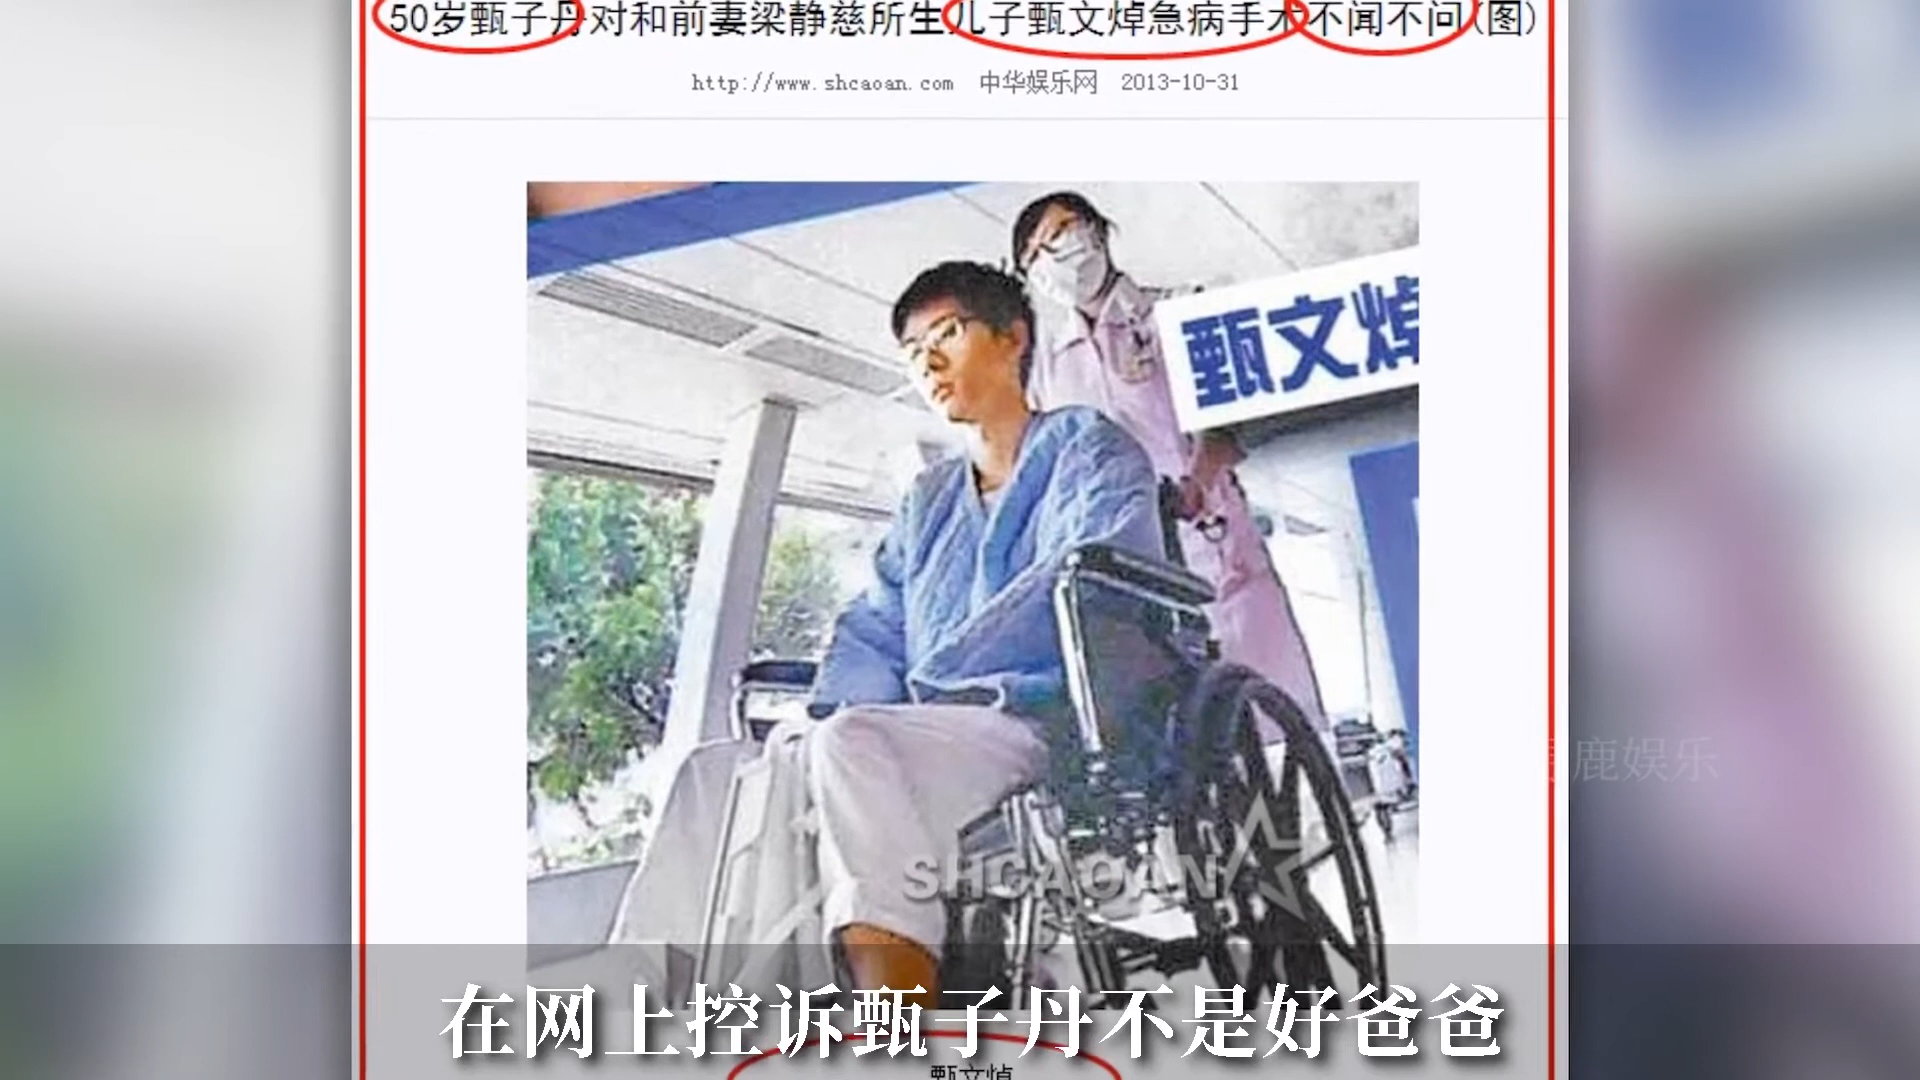 50岁甄子丹对和前妻梁静慈所生儿子甄文焯急病手术不闻不问(图)
http://www.shcaoan.com 中华娱乐网 2013-10-31
甄文焯
鹿娱乐
SHCAOAN
在网上控诉甄子丹不是好爸爸
甄文焯